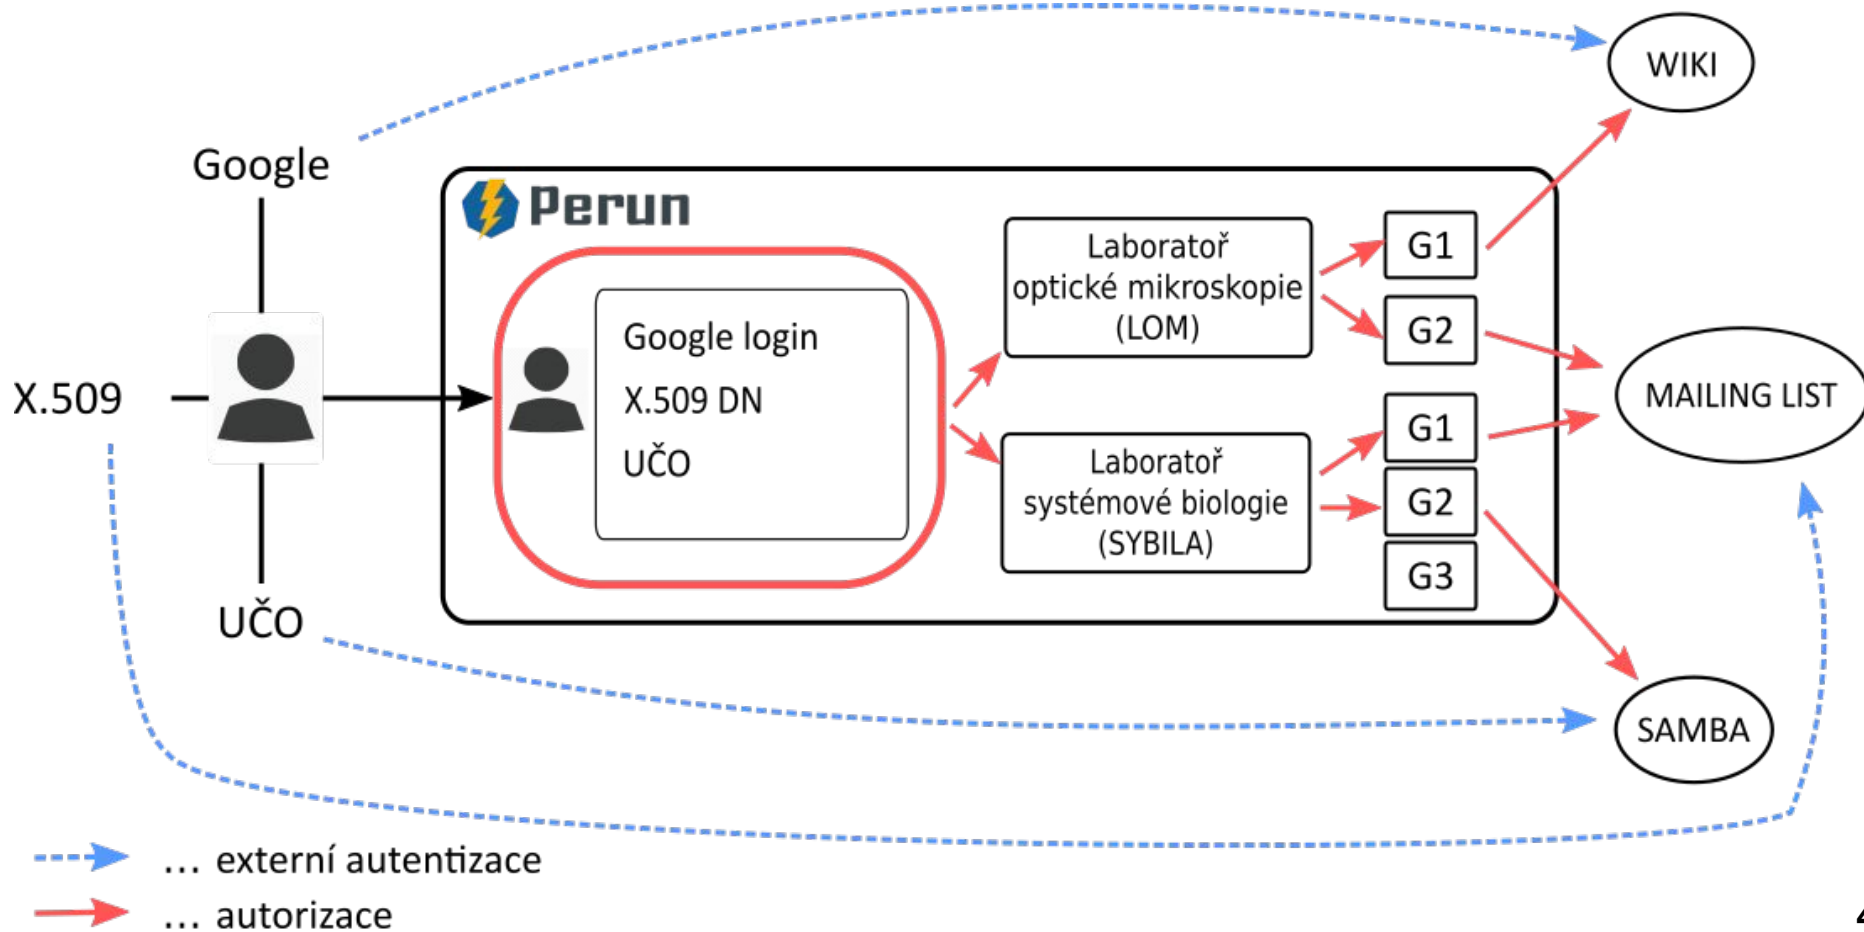 WIKI
Google
Perun
Laboratoř
optické mikroskopie
(LOM)
G1
G2
Google login
X.509 DN
UČO
X.509
MAILING LIST
Laboratoř
systémové biologie
(SYBILA)
G1
G2
G3
UČO
SAMBA
... externí autentizace
... autorizace